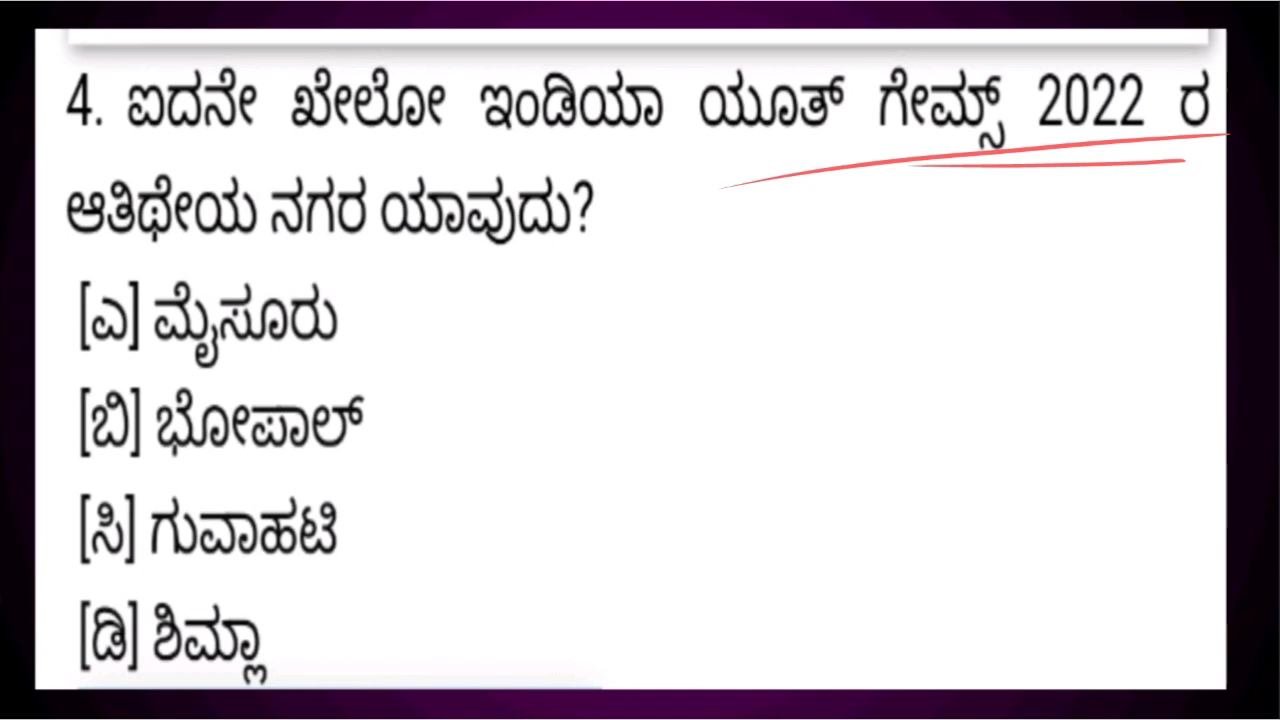 4. ಐದನೇ ಖೇಲೋ ಇಂಡಿಯಾ ಯೂತ್ ಗೇಮ್ಸ್ 2022 ರ
ಆತಿಥೇಯ ನಗರ ಯಾವುದು?
[ಎ] ಮೈಸೂರು
[ಬಿ] ಭೋಪಾಲ್
[ಸಿ] ಗುವಾಹಟಿ
[ಡಿ] ಶಿಮ್ಲಾ